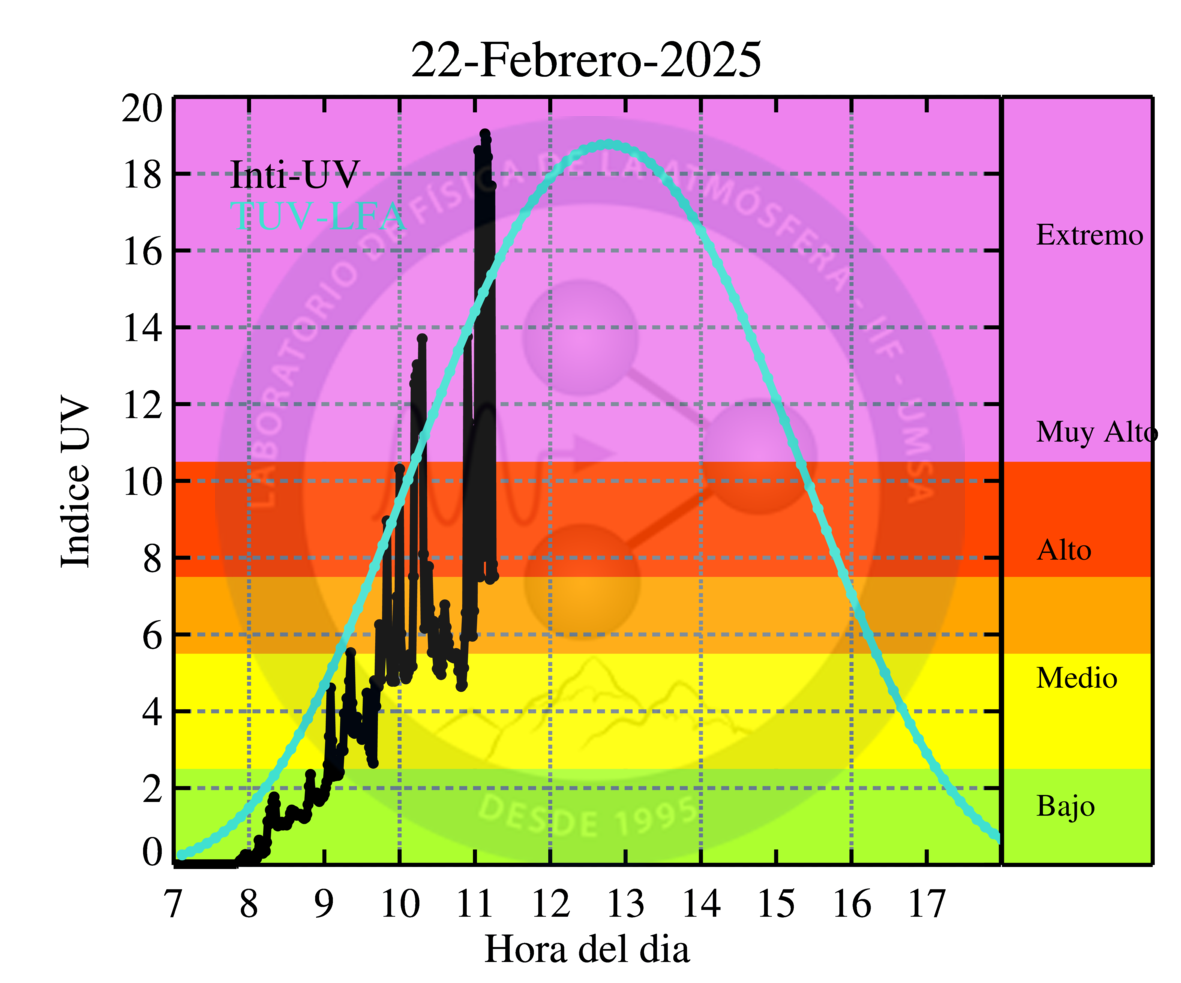 22-Febrero-2025
Indice UV
20
18
16
14
12
10
8
6
4
2
0
Inti-UV
TUV-LFA
LABORATORIO DE FÍSICA DE LA ATMÓSFERA - IIF - UMSA
DESDE 1995
Extremo
Muy Alto
Alto
Medio
Bajo
7 8 9 10 11 12 13 14 15 16 17
Hora del dia